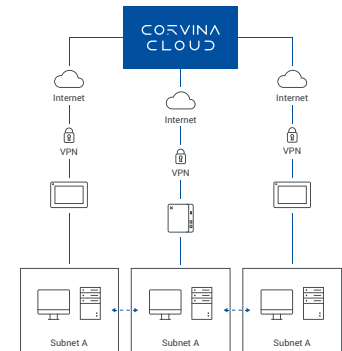 CORVINA
CLOUD
Internet
Internet
Internet
VPN
VPN
VPN
Subnet A
Subnet A
Subnet A